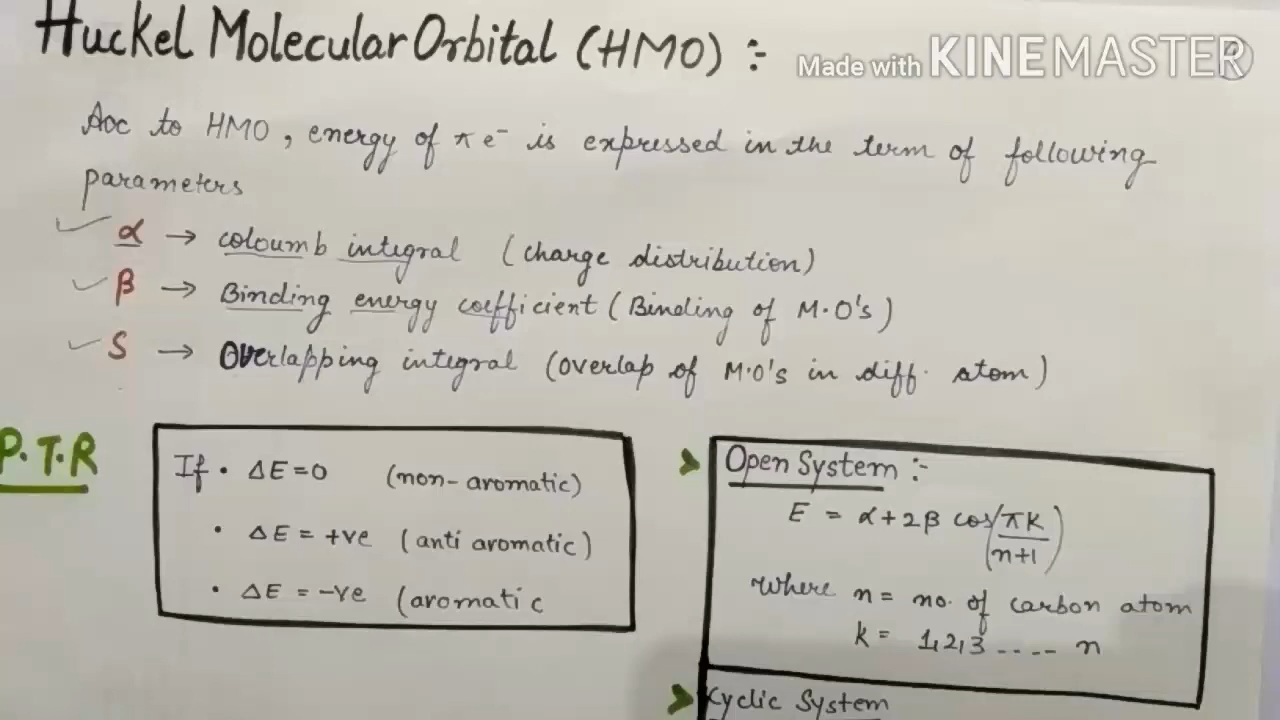 Huckel Molecular Orbital (HMO) :-
Made with KINEMASTER
Aoc to HMO, energy of π e⁻ is expressed in the term of following
parameters
α → coloumb integral (charge distribution)
β → Binding energy coefficient (Binding of M.O's)
S → Overlapping integral (overlap of M.O's in diff. atom)
P.T.R
If • ΔE = 0 (non-aromatic)
• ΔE = +ve (anti aromatic)
• ΔE = -ve (aromatic
Open System :-
E = α + 2β cos(πk
n+1)
where n = no. of carbon atom
k = 1,2,3 ---- n
Cyclic System